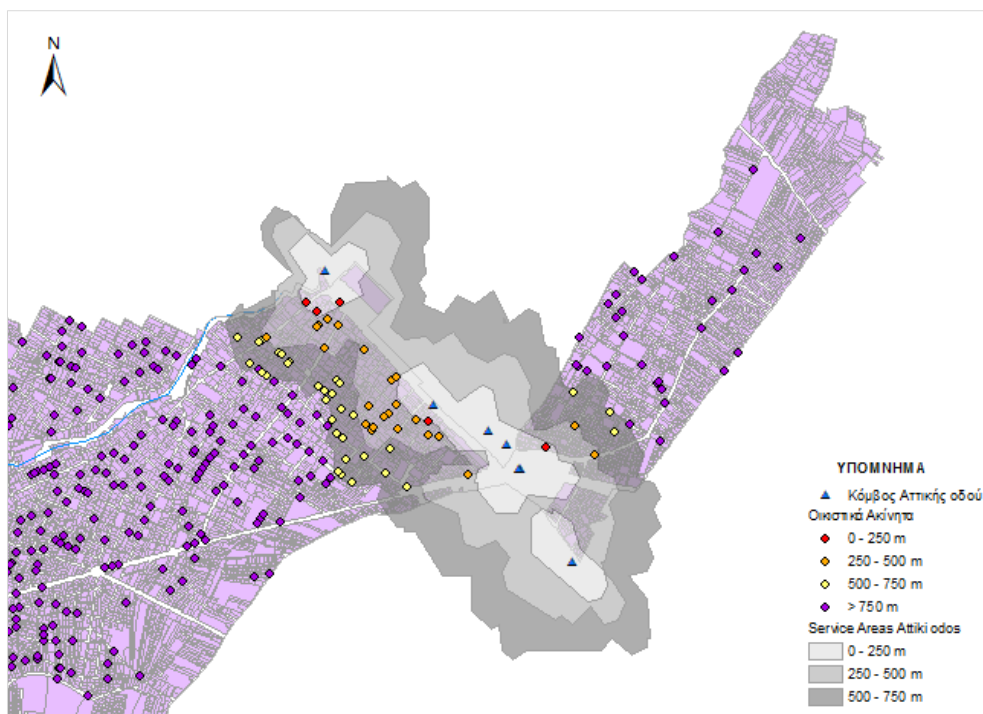 N
ΥΠΟΜΝΗΜΑ
Κόμβος Αττικής οδού
Οικιστικά Ακίνητα
0 - 250 m
250 - 500 m
500 - 750 m
> 750 m
Service Areas Attiki odos
0 - 250 m
250 - 500 m
500 - 750 m